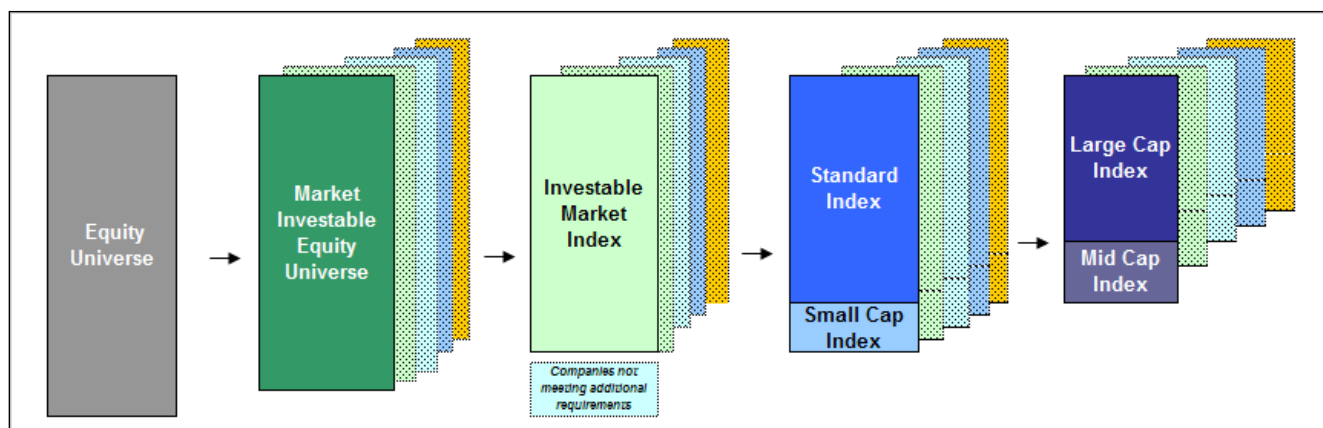 Equity
Universe
Market
Investable
Equity
Universe
Investable
Market
Index
Companies not
meeting additional
requirements
Standard
Index
Small Cap
Index
Large Cap
Index
Mid Cap
Index